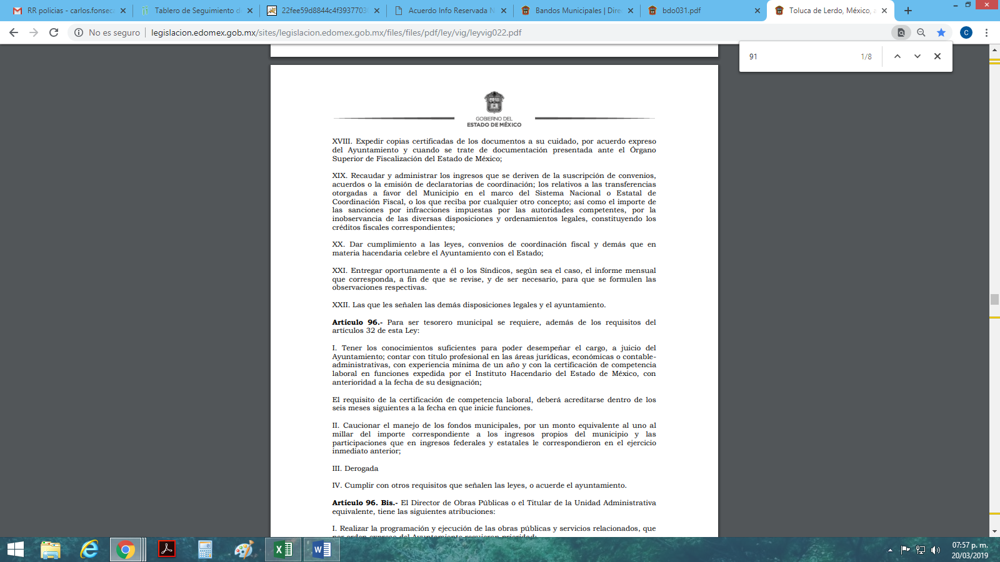 RR policias - carlos.fonseca
Tablero de Seguimiento d
22fee59d8844c4f3937703
Acuerdo Info Reservada N
Bandos Municipales | Dire
bdo031.pdf
Toluca de Lerdo, México, a
No es seguro
legislacion.edomex.gob.mx/sites/legislacion.edomex.gob.mx/files/files/pdf/ley/vig/leyvig022.pdf
C
91
1/8
GOBIERNO DEL
ESTADO DE MÉXICO
XVIII. Expedir copias certificadas de los documentos a su cuidado, por acuerdo expreso
del Ayuntamiento y cuando se trate de documentación presentada ante el Órgano
Superior de Fiscalización del Estado de México;
XIX. Recaudar y administrar los ingresos que se deriven de la suscripción de convenios,
acuerdos o la emisión de declaratorias de coordinación; los relativos a las transferencias
otorgadas a favor del Municipio en el marco del Sistema Nacional o Estatal de
Coordinación Fiscal, o los que reciba por cualquier otro concepto; así como el importe de
las sanciones por infracciones impuestas por las autoridades competentes, por la
inobservancia de las diversas disposiciones y ordenamientos legales, constituyendo los
créditos fiscales correspondientes;
XX. Dar cumplimiento a las leyes, convenios de coordinación fiscal y demás que en
materia hacendaria celebre el Ayuntamiento con el Estado;
XXI. Entregar oportunamente a él o los Síndicos, según sea el caso, el informe mensual
que corresponda, a fin de que se revise, y de ser necesario, para que se formulen las
observaciones respectivas.
XXII. Las que les señalen las demás disposiciones legales y el ayuntamiento.
Artículo 96.- Para ser tesorero municipal se requiere, además de los requisitos del
artículos 32 de esta Ley:
I. Tener los conocimientos suficientes para poder desempeñar el cargo, a juicio del
Ayuntamiento; contar con título profesional en las áreas jurídicas, económicas o contable-
administrativas, con experiencia mínima de un año y con la certificación de competencia
laboral en funciones expedida por el Instituto Hacendario del Estado de México, con
anterioridad a la fecha de su designación;
El requisito de la certificación de competencia laboral, deberá acreditarse dentro de los
seis meses siguientes a la fecha en que inicie funciones.
II. Caucionar el manejo de los fondos municipales, por un monto equivalente al uno al
millar del importe correspondiente a los ingresos propios del municipio y las
participaciones que en ingresos federales y estatales le correspondieron en el ejercicio
inmediato anterior;
III. Derogada
IV. Cumplir con otros requisitos que señalen las leyes, o acuerde el ayuntamiento.
Artículo 96. Bis.- El Director de Obras Públicas o el Titular de la Unidad Administrativa
equivalente, tiene las siguientes atribuciones:
I. Realizar la programación y ejecución de las obras públicas y servicios relacionados, que
por orden expresa del Ayuntamiento requieran prioridad;
07:57 p. m.
20/03/2019